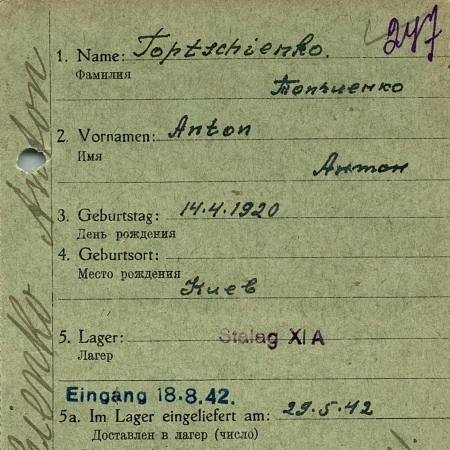 247
1. Name: Toptschienko.
Фамилия
Топчиенко
2. Vornamen: Anton
Имя
Антон
3. Geburtstag: 14.4.1920
День рождения
4. Geburtsort:
Место рождения
Киев
5. Lager: Stalag XI A
Лагерь
Eingang 18.8.42.
5a. Im Lager eingeliefert am: 29.5.42
Доставлен в лагерь (число)
Anton